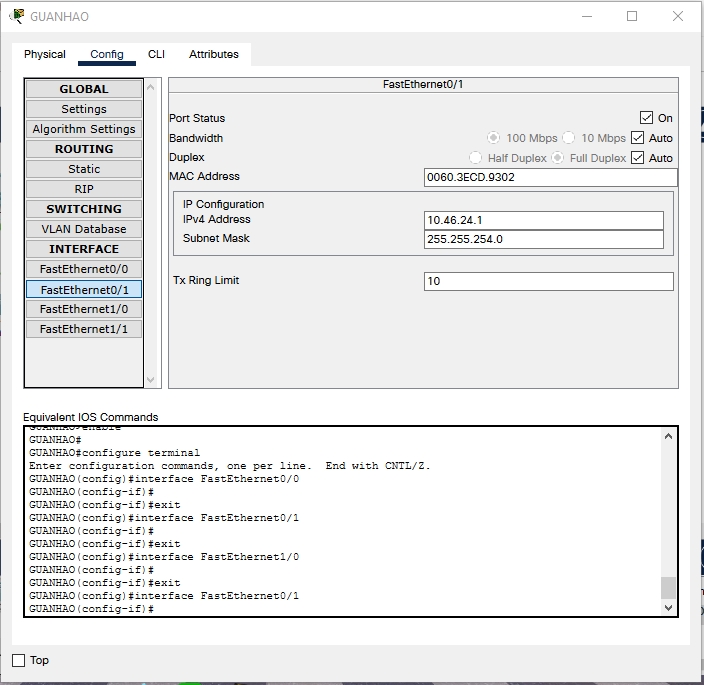 GUANHAO
Physical Config CLI Attributes
GLOBAL
Settings
Algorithm Settings
ROUTING
Static
RIP
SWITCHING
VLAN Database
INTERFACE
FastEthernet0/0
FastEthernet0/1
FastEthernet1/0
FastEthernet1/1
FastEthernet0/1
Port Status On
Bandwidth 100 Mbps 10 Mbps Auto
Duplex Half Duplex Full Duplex Auto
MAC Address 0060.3ECD.9302
IP Configuration
IPv4 Address 10.46.24.1
Subnet Mask 255.255.254.0
Tx Ring Limit 10
Equivalent IOS Commands
GUANHAO>enable
GUANHAO#
GUANHAO#configure terminal
Enter configuration commands, one per line. End with CNTL/Z.
GUANHAO(config)#interface FastEthernet0/0
GUANHAO(config-if)#
GUANHAO(config-if)#exit
GUANHAO(config)#interface FastEthernet0/1
GUANHAO(config-if)#
GUANHAO(config-if)#exit
GUANHAO(config)#interface FastEthernet1/0
GUANHAO(config-if)#
GUANHAO(config-if)#exit
GUANHAO(config)#interface FastEthernet0/1
GUANHAO(config-if)#
Top